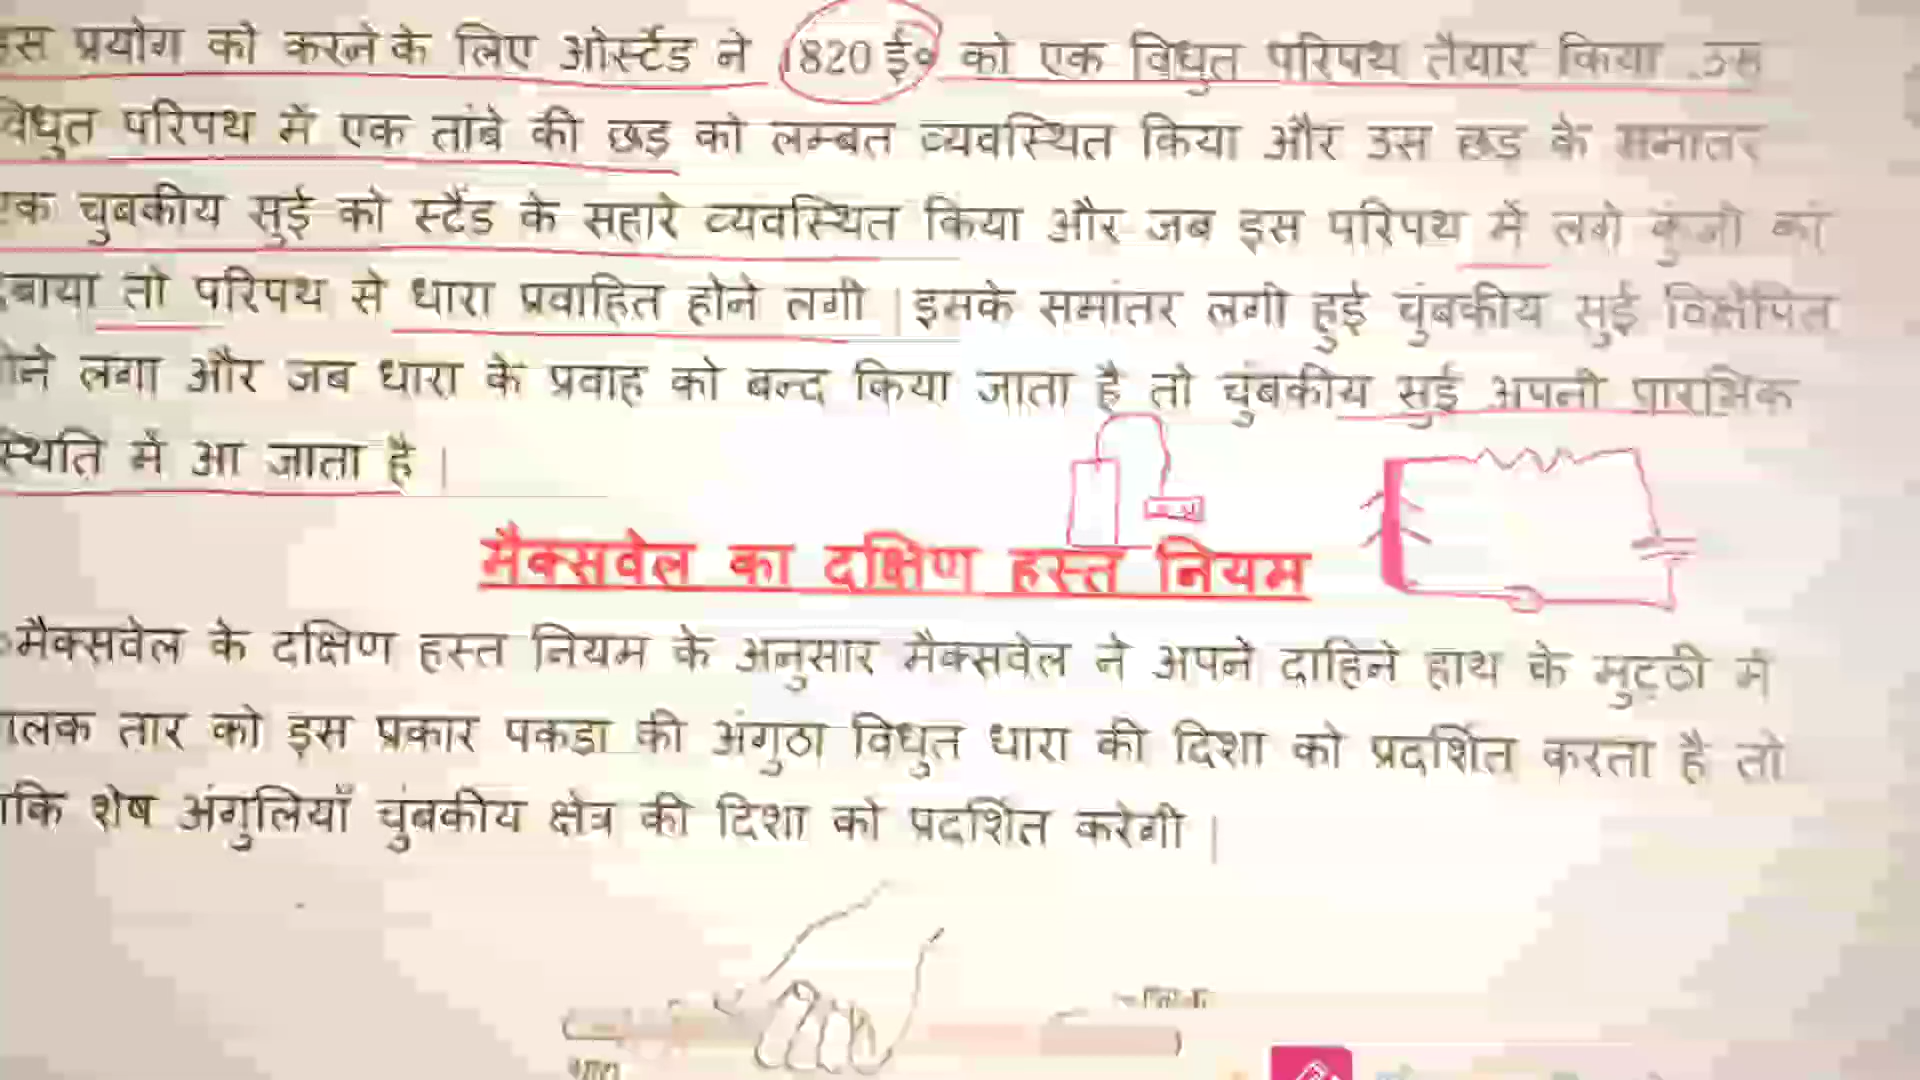 प्रयोग को करने के लिए ओर्स्टेड ने 1820 ई० को एक विधुत परिपथ तैयार किया उस
विधुत परिपथ में एक तांबे की छड़ को लम्बत व्यवस्थित किया और उस छड के समातर
एक चुबकीय सुई को स्टैंड के सहारे व्यवस्थित किया और जब इस परिपथ में लगे कुंजी को
दबाया तो परिपथ से धारा प्रवाहित होने लगी | इसके समांतर लगी हुई चुंबकीय सुई विक्षेपित
होने लगा और जब धारा के प्रवाह को बन्द किया जाता है तो चुंबकीय सुई अपनी प्रारंभिक
स्थिति में आ जाता है |
मैक्सवेल का दक्षिण हस्त नियम
मैक्सवेल के दक्षिण हस्त नियम के अनुसार मैक्सवेल ने अपने दाहिने हाथ के मुट्ठी में
चालक तार को इस प्रकार पकडा की अंगुठा विधुत धारा की दिशा को प्रदर्शित करता है तो
बाकि शेष अंगुलियाँ चुंबकीय क्षेत्र की दिशा को प्रदर्शित करेगी |